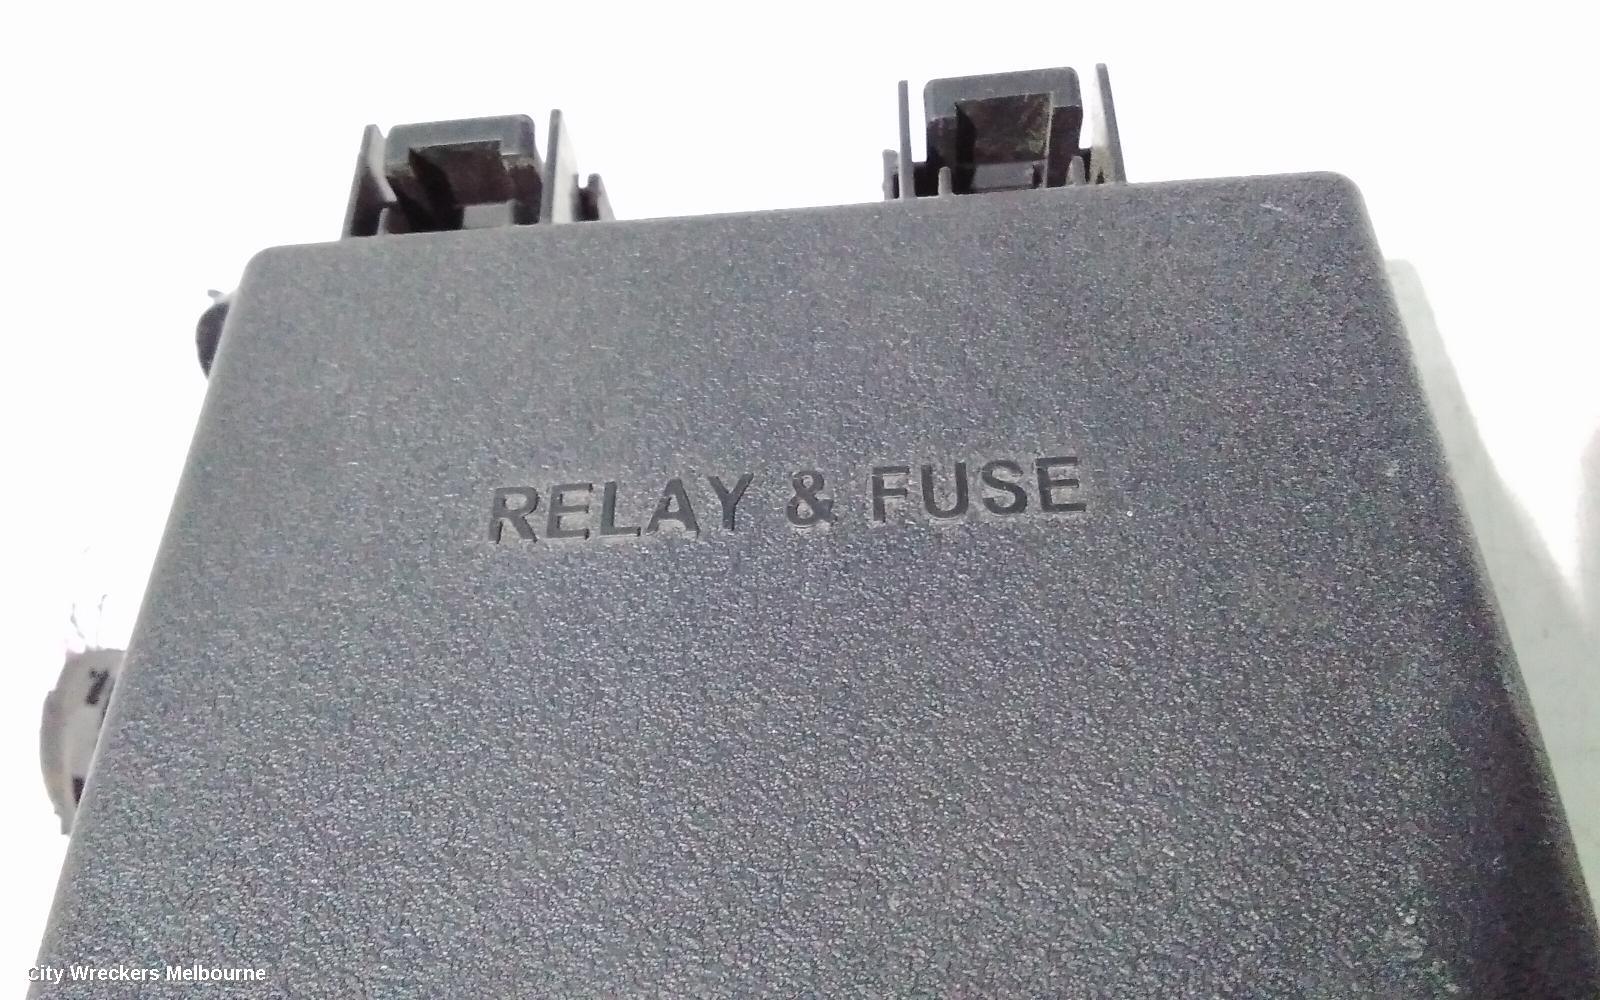 RELAY & FUSE
City Wreckers Melbourne